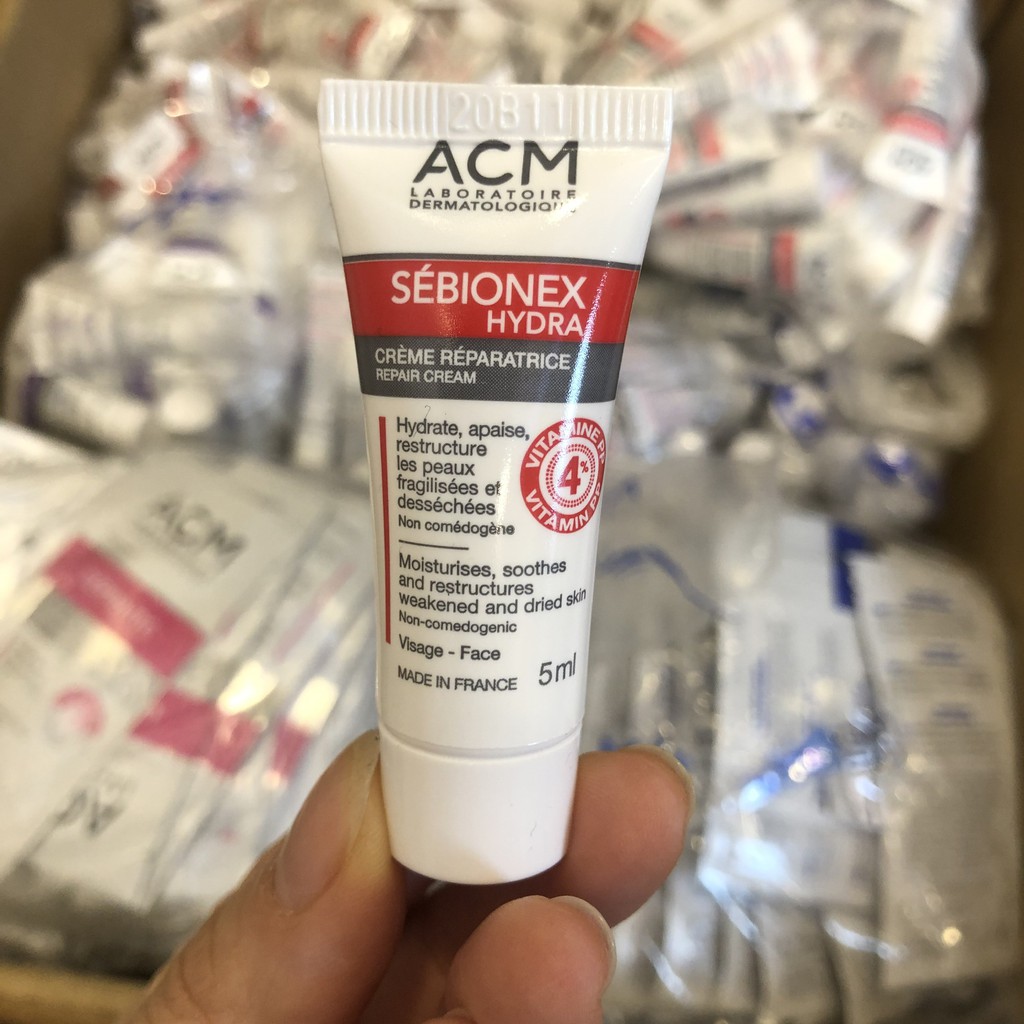 20B11
ACM
LABORATOIRE
DERMATOLOGIQUE
SÉBIONEX
HYDRA
CRÈME RÉPARATRICE
REPAIR CREAM
Hydrate, apaise,
restructure
les peaux
fragilisées et
desséchées
Non comédogène
VITAMINE PP
4%
VITAMIN PP
Moisturises, soothes
and restructures
weakened and dried skin
Non-comedogenic
Visage - Face
MADE IN FRANCE
5ml
ACM